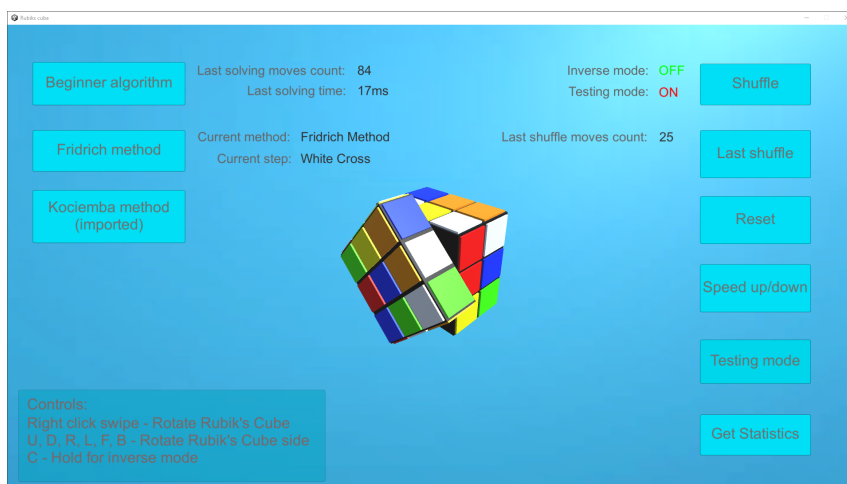 Rubiks cube
Beginner algorithm
Last solving moves count: 84
Last solving time: 17ms
Inverse mode: OFF
Testing mode: ON
Shuffle
Fridrich method
Current method: Fridrich Method
Current step: White Cross
Last shuffle moves count: 25
Last shuffle
Kociemba method
(imported)
Reset
Speed up/down
Testing mode
Controls:
Right click swipe - Rotate Rubik's Cube
U, D, R, L, F, B - Rotate Rubik's Cube side
C - Hold for inverse mode
Get Statistics